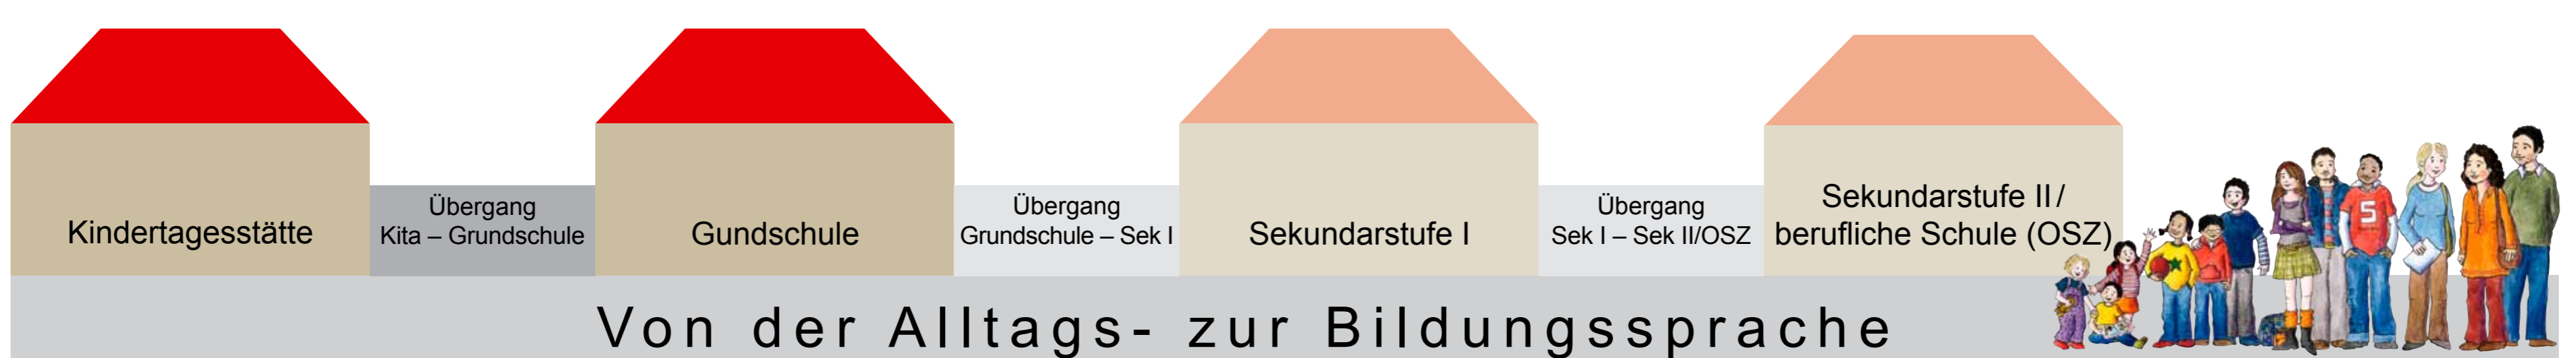 Kindertagesstätte
Übergang
Kita – Grundschule
Gundschule
Übergang
Grundschule – Sek I
Sekundarstufe I
Übergang
Sek I – Sek II/OSZ
Sekundarstufe II /
berufliche Schule (OSZ)
5
Von der Alltags- zur Bildungssprache